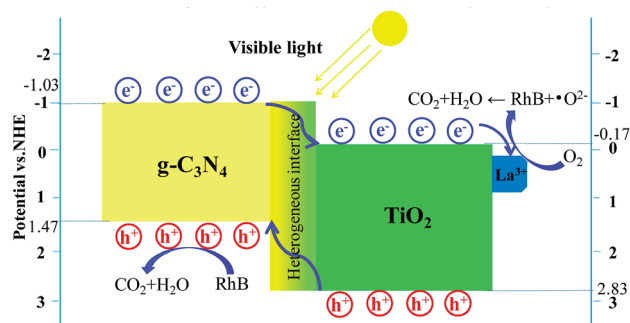 Visible light
Potential vs.NHE
-2
-1.03
-1
0
1
1.47
2
3
e⁻ e⁻ e⁻ e⁻
g-C₃N₄
h⁺ h⁺ h⁺ h⁺
CO₂+H₂O RhB
Heterogeneous interface
e⁻ e⁻ e⁻ e⁻
TiO₂
h⁺ h⁺ h⁺ h⁺
CO₂+H₂O ← RhB+•O²⁻
O₂
La³⁺
-2
-1
-0.17
0
1
2
2.83
3